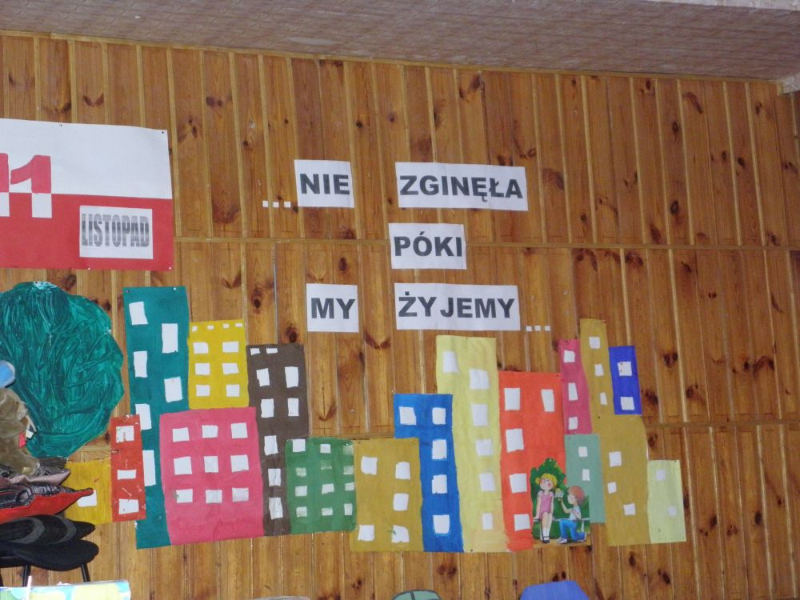 11
LISTOPAD
... NIE ZGINĘŁA
PÓKI
MY ŻYJEMY ...